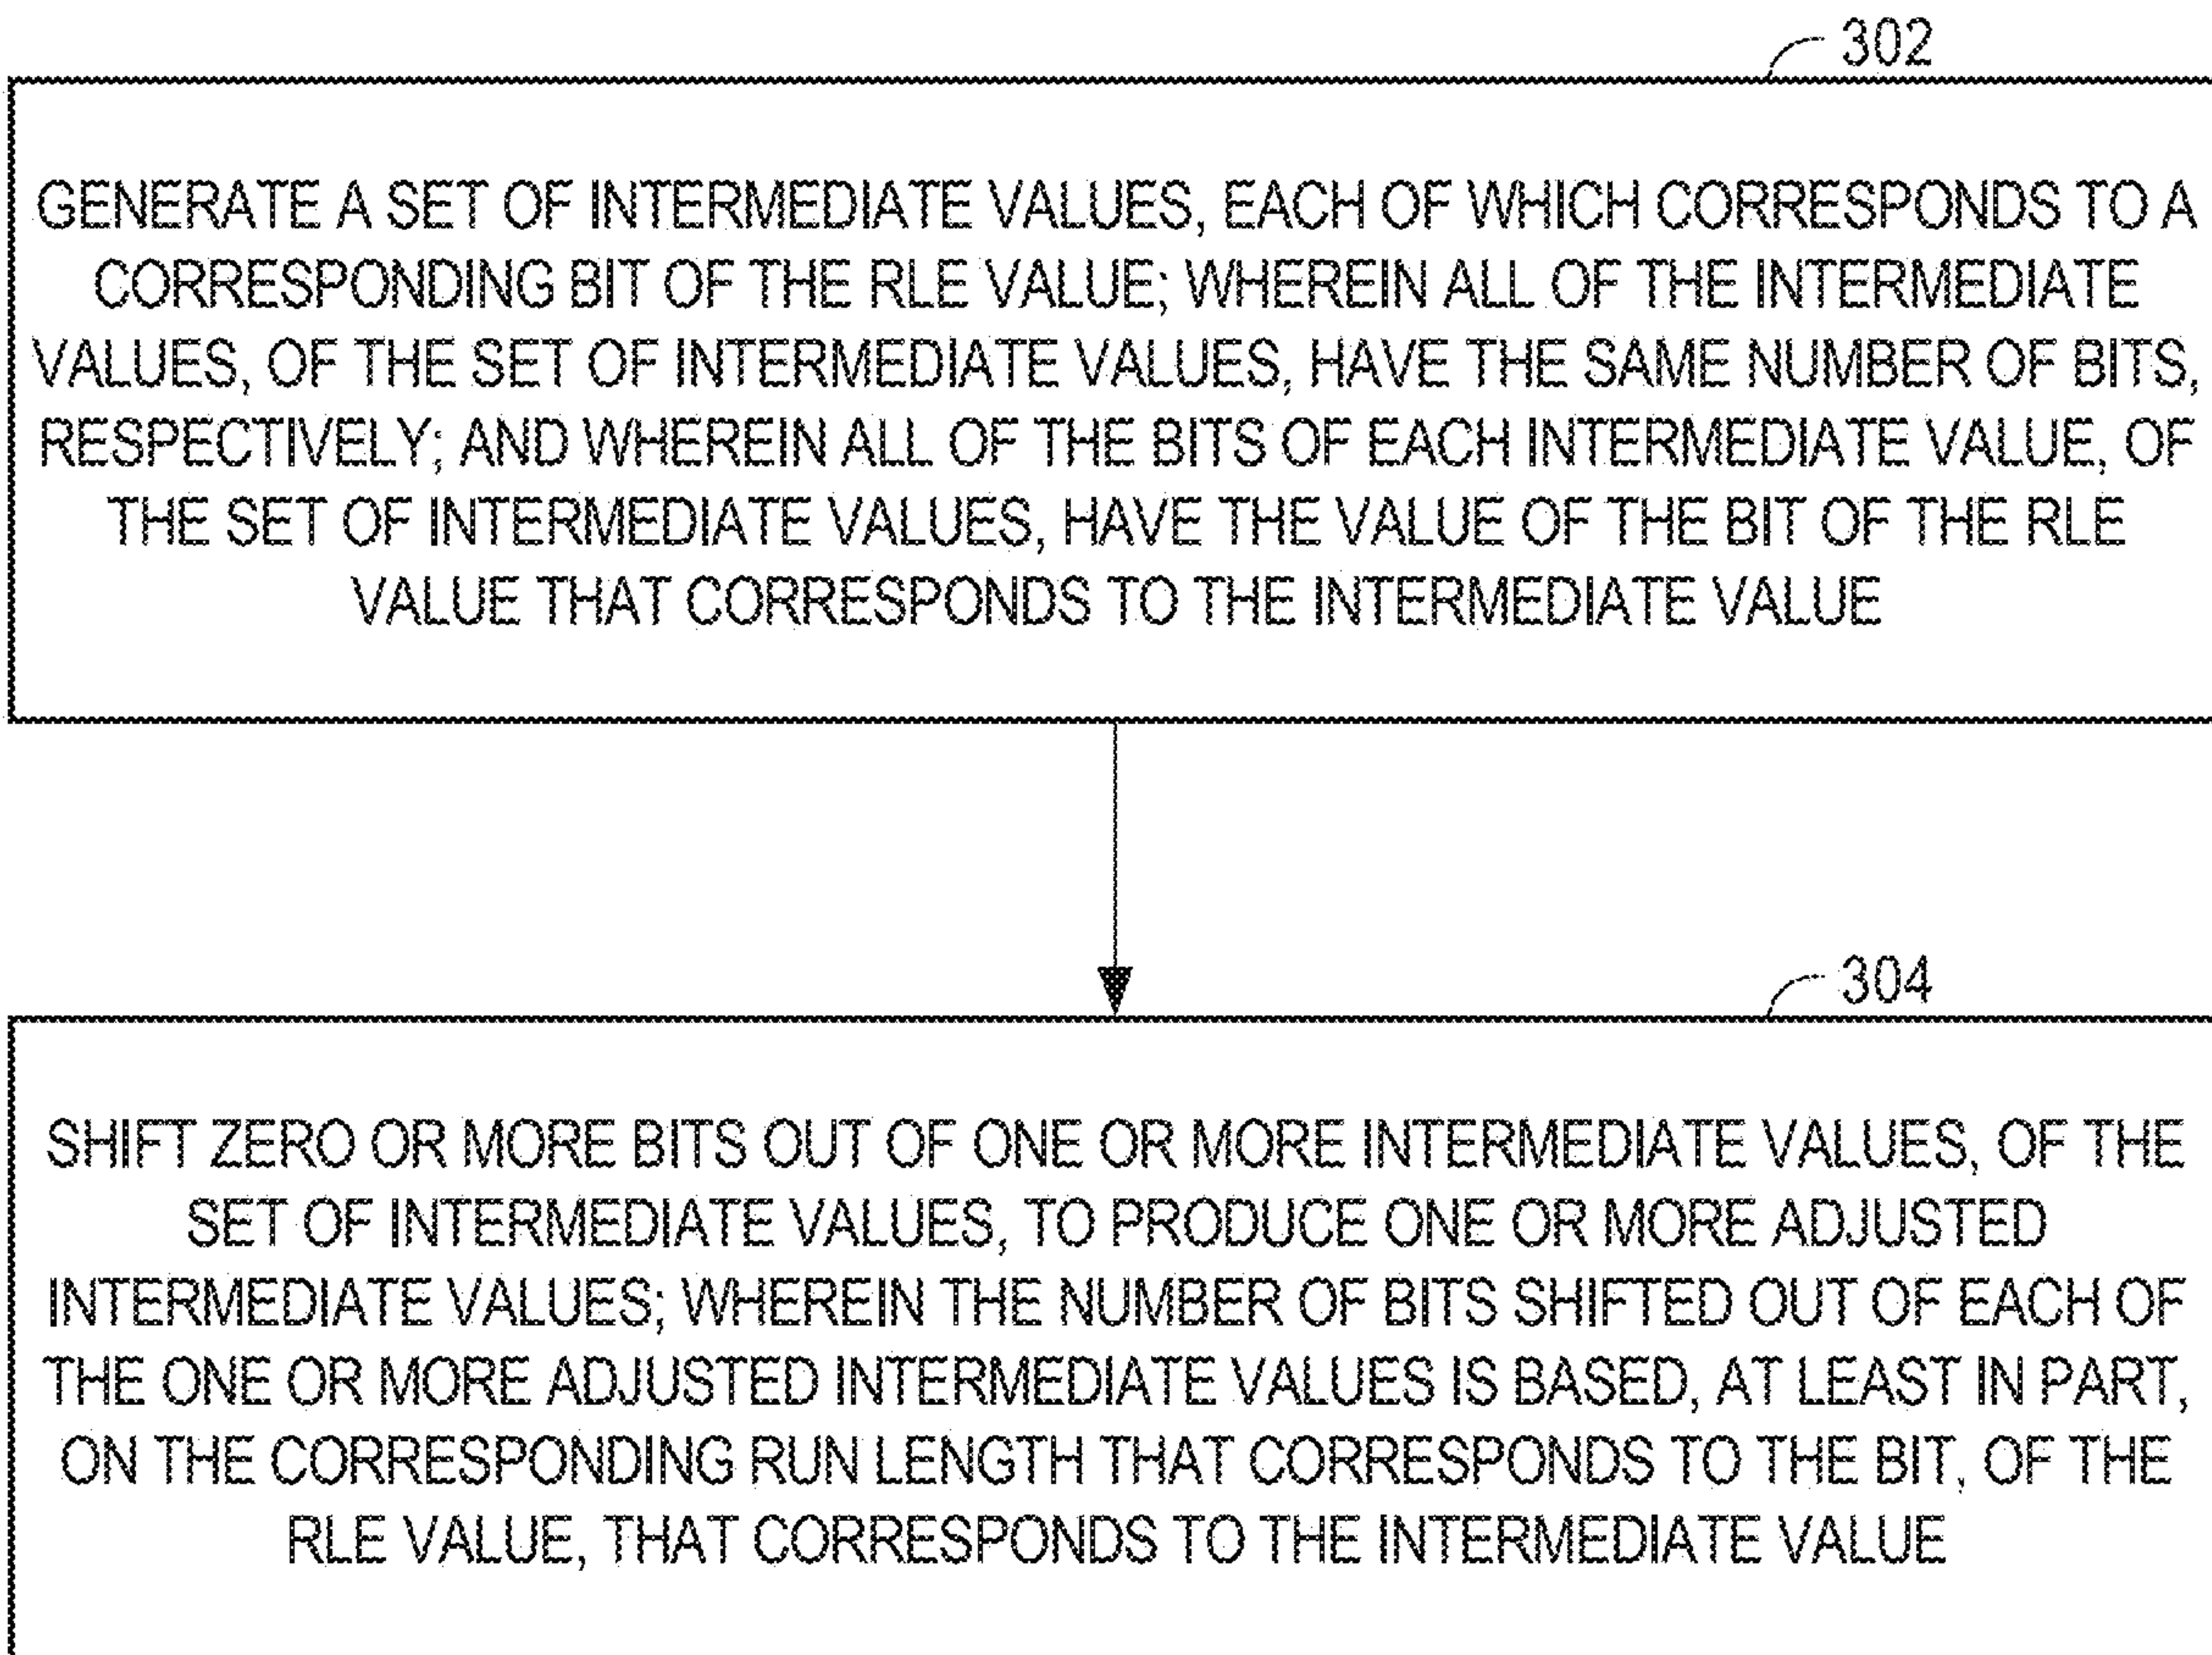 302
GENERATE A SET OF INTERMEDIATE VALUES, EACH OF WHICH CORRESPONDS TO A
CORRESPONDING BIT OF THE RLE VALUE; WHEREIN ALL OF THE INTERMEDIATE
VALUES, OF THE SET OF INTERMEDIATE VALUES, HAVE THE SAME NUMBER OF BITS,
RESPECTIVELY; AND WHEREIN ALL OF THE BITS OF EACH INTERMEDIATE VALUE, OF
THE SET OF INTERMEDIATE VALUES, HAVE THE VALUE OF THE BIT OF THE RLE
VALUE THAT CORRESPONDS TO THE INTERMEDIATE VALUE
304
SHIFT ZERO OR MORE BITS OUT OF ONE OR MORE INTERMEDIATE VALUES, OF THE
SET OF INTERMEDIATE VALUES, TO PRODUCE ONE OR MORE ADJUSTED
INTERMEDIATE VALUES; WHEREIN THE NUMBER OF BITS SHIFTED OUT OF EACH OF
THE ONE OR MORE ADJUSTED INTERMEDIATE VALUES IS BASED, AT LEAST IN PART,
ON THE CORRESPONDING RUN LENGTH THAT CORRESPONDS TO THE BIT, OF THE
RLE VALUE, THAT CORRESPONDS TO THE INTERMEDIATE VALUE